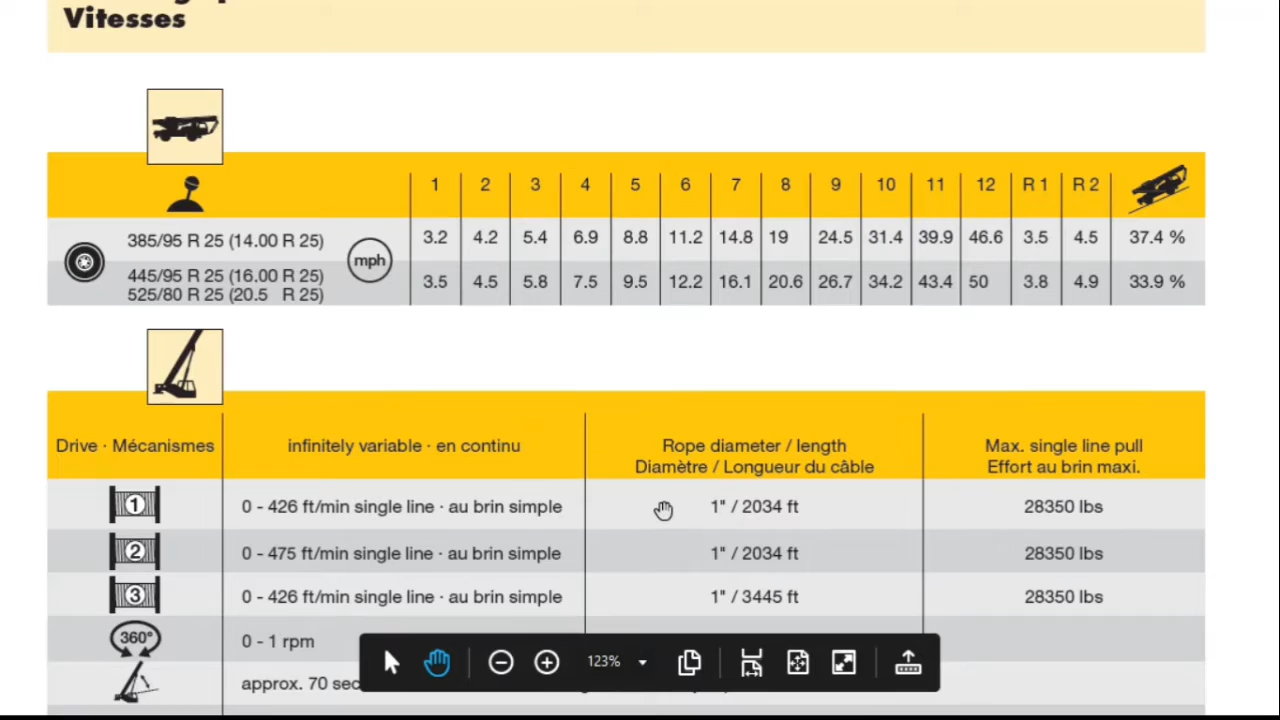 Vitesses
1 2 3 4 5 6 7 8 9 10 11 12 R 1 R 2
385/95 R 25 (14.00 R 25) mph 3.2 4.2 5.4 6.9 8.8 11.2 14.8 19 24.5 31.4 39.9 46.6 3.5 4.5 37.4 %
445/95 R 25 (16.00 R 25)
525/80 R 25 (20.5 R 25) 3.5 4.5 5.8 7.5 9.5 12.2 16.1 20.6 26.7 34.2 43.4 50 3.8 4.9 33.9 %
Drive · Mécanismes infinitely variable · en continu Rope diameter / length Max. single line pull
Diamètre / Longueur du câble Effort au brin maxi.
1 0 - 426 ft/min single line · au brin simple 1" / 2034 ft 28350 lbs
2 0 - 475 ft/min single line · au brin simple 1" / 2034 ft 28350 lbs
3 0 - 426 ft/min single line · au brin simple 1" / 3445 ft 28350 lbs
360° 0 - 1 rpm
123%
approx. 70 sec